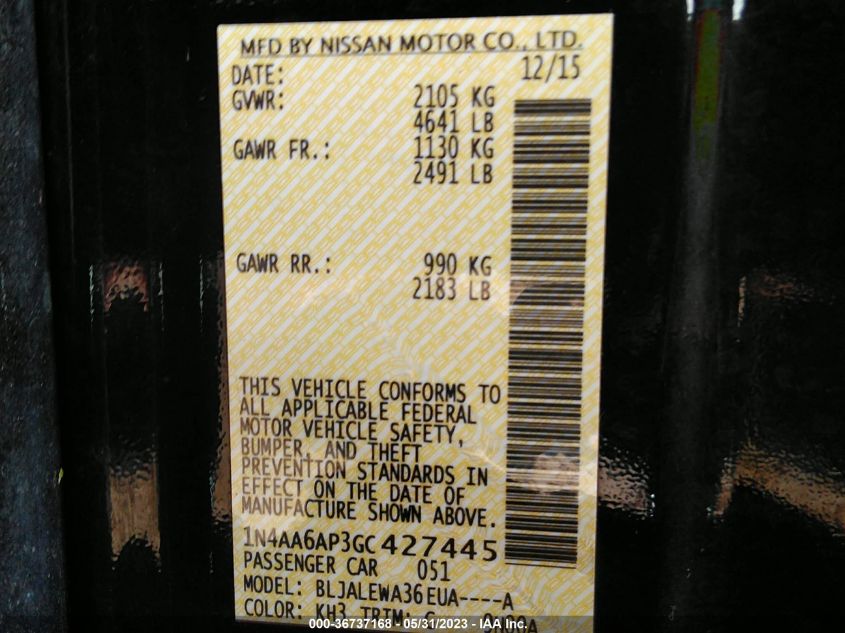 MFD BY NISSAN MOTOR CO., LTD.
DATE: 12/15
GVWR: 2105 KG
4641 LB
GAWR FR.: 1130 KG
2491 LB
GAWR RR.: 990 KG
2183 LB
THIS VEHICLE CONFORMS TO
ALL APPLICABLE FEDERAL
MOTOR VEHICLE SAFETY,
BUMPER, AND THEFT
PREVENTION STANDARDS IN
EFFECT ON THE DATE OF
MANUFACTURE SHOWN ABOVE.
1N4AA6AP3GC427445
PASSENGER CAR 051
MODEL: BLJALEWA36EUA----A
COLOR: KH3 TRIM: G
000-36737168 - 05/31/2023 - IAA Inc.